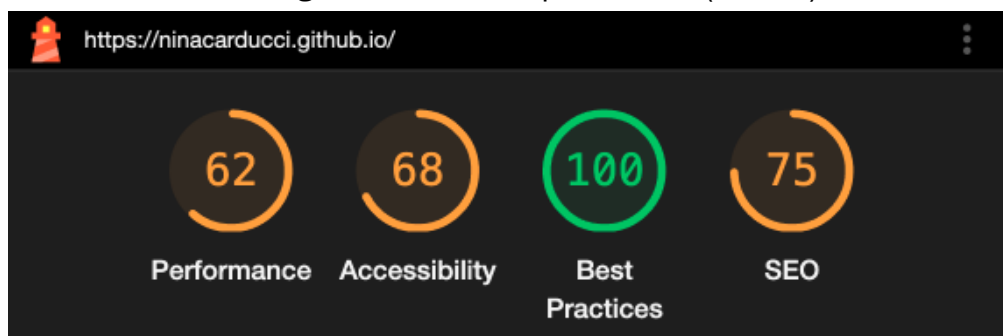 https://ninacarducci.github.io/
62 68 100 75
Performance Accessibility Best Practices SEO